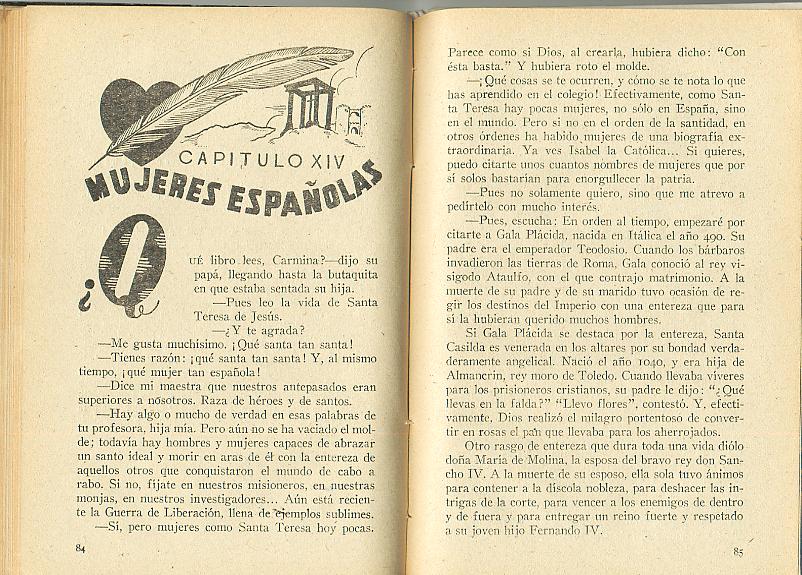 CAPITULO XIV
MUJERES ESPAÑOLAS
¿QUÉ libro lees, Carmina?—dijo su
papá, llegando hasta la butaquita
en que estaba sentada su hija.
—Pues leo la vida de Santa
Teresa de Jesús.
—¿Y te agrada?
—Me gusta muchísimo. ¡Qué santa tan santa!
—Tienes razón: ¡qué santa tan santa! Y, al mismo
tiempo, ¡qué mujer tan española!
—Dice mi maestra que nuestros antepasados eran
superiores a nosotros. Raza de héroes y de santos.
—Hay algo o mucho de verdad en esas palabras de
tu profesora, hija mía. Pero aún no se ha vaciado el mol-
de; todavía hay hombres y mujeres capaces de abrazar
un santo ideal y morir en aras de él con la entereza de
aquellos otros que conquistaron el mundo de cabo a
rabo. Si no, fíjate en nuestros misioneros, en nuestras
monjas, en nuestros investigadores... Aún está recien-
te la Guerra de Liberación, llena de ejemplos sublimes.
—Sí, pero mujeres como Santa Teresa hoy pocas.
84
Parece como si Dios, al crearla, hubiera dicho: "Con
ésta basta." Y hubiera roto el molde.
—¡Qué cosas se te ocurren, y cómo se te nota lo que
has aprendido en el colegio! Efectivamente, como San-
ta Teresa hay pocas mujeres, no sólo en España, sino
en el mundo. Pero si no en el orden de la santidad, en
otros órdenes ha habido mujeres de una biografía ex-
traordinaria. Ya ves Isabel la Católica... Si quieres,
puedo citarte unos cuantos nombres de mujeres que por
sí solos bastarían para enorgullecer la patria.
—Pues no solamente quiero, sino que me atrevo a
pedírtelo con mucho interés.
—Pues, escucha: En orden al tiempo, empezaré por
citarte a Gala Plácida, nacida en Itálica el año 490. Su
padre era el emperador Teodosio. Cuando los bárbaros
invadieron las tierras de Roma, Gala conoció al rey vi-
sigodo Ataulfo, con el que contrajo matrimonio. A la
muerte de su padre y de su marido tuvo ocasión de re-
gir los destinos del Imperio con una entereza que para
sí la hubieran querido muchos hombres.
Si Gala Plácida se destaca por la entereza, Santa
Casilda es venerada en los altares por su bondad verda-
deramente angelical. Nació el año 1040, y era hija de
Almancrin, rey moro de Toledo. Cuando llevaba víveres
para los prisioneros cristianos, su padre le dijo: "¿Qué
llevas en la falda?" "Llevo flores", contestó. Y, efecti-
vamente, Dios realizó el milagro portentoso de conver-
tir en rosas el pan que llevaba para los aherrojados.
Otro rasgo de entereza que dura toda una vida diólo
doña María de Molina, la esposa del bravo rey don San-
cho IV. A la muerte de su esposo, ella sola tuvo ánimos
para contener a la díscola nobleza, para deshacer las in-
trigas de la corte, para vencer a los enemigos de dentro
y de fuera y para entregar un reino fuerte y respetado
a su joven hijo Fernando IV.
85